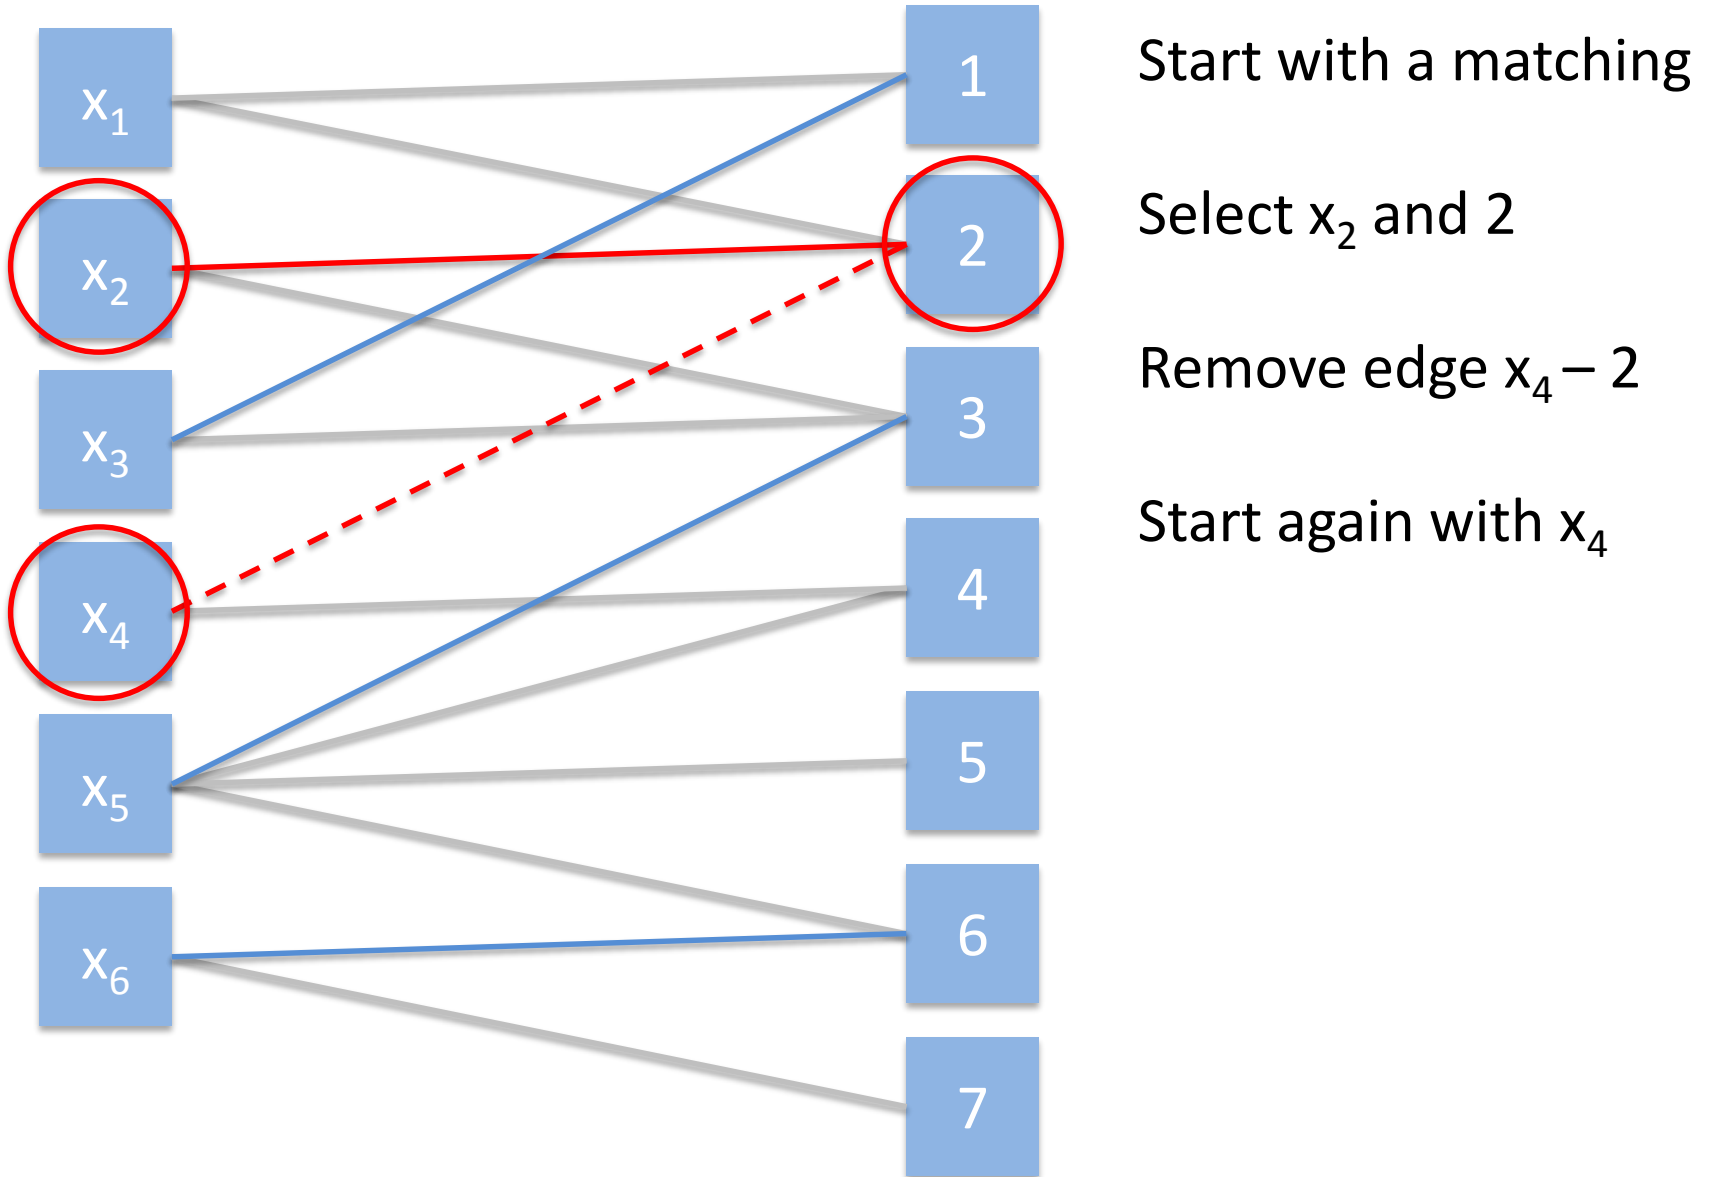 x₁
x₂
x₃
x₄
x₅
x₆
1
2
3
4
5
6
7
Start with a matching
Select x₂ and 2
Remove edge x₄ – 2
Start again with x₄